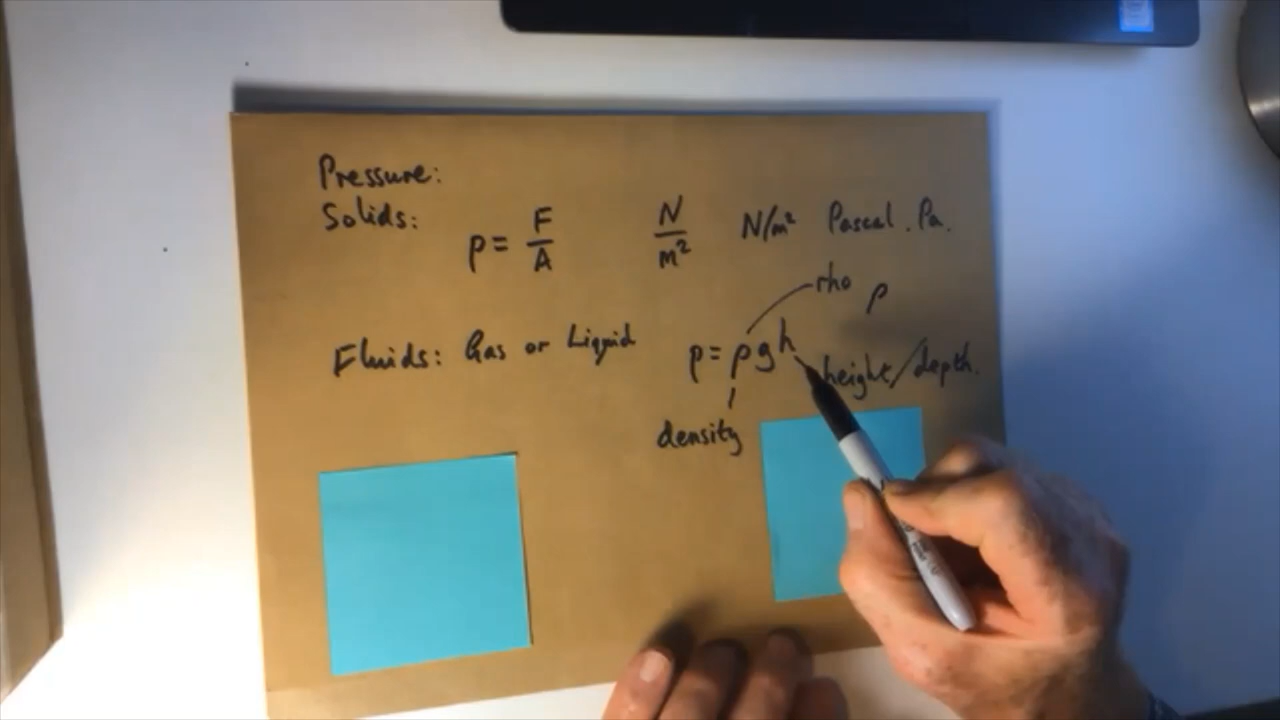 Pressure:
Solids: p = F/A N/m² N/m² Pascal. Pa.
rho ρ
Fluids: Gas or Liquid p = ρgh
height/depth.
density